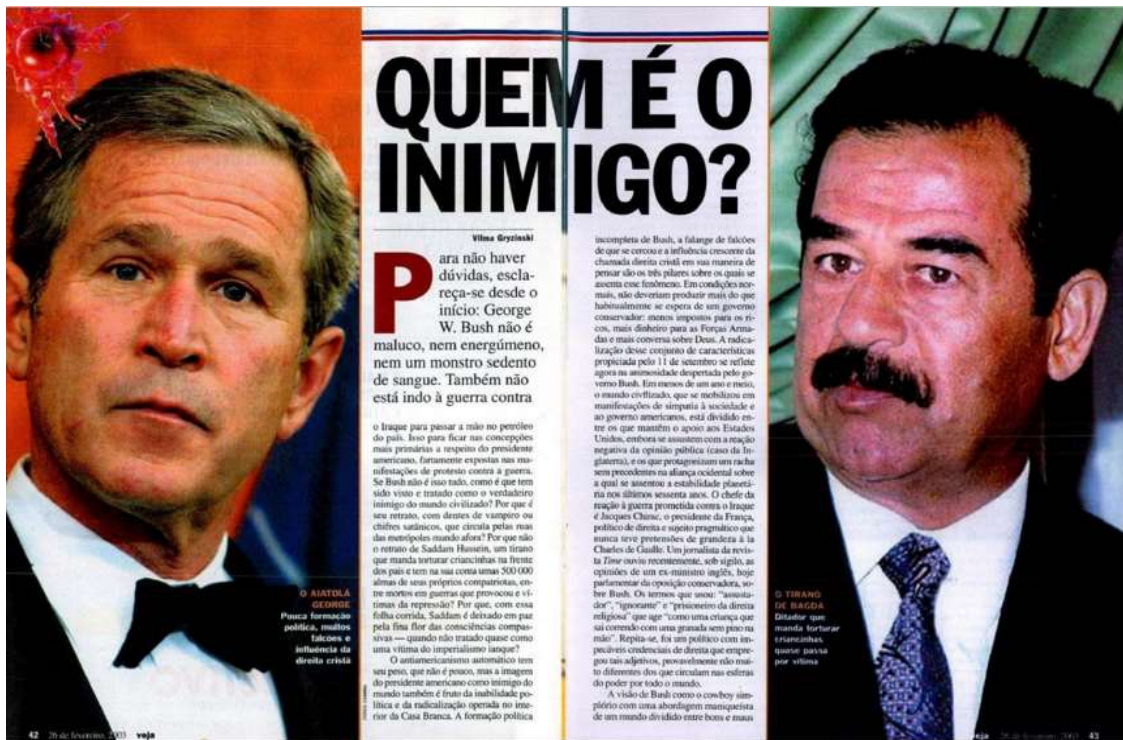 QUEM É O
INIMIGO?
Vilma Gryzinski
Para não haver
dúvidas, escla-
reça-se desde o
início: George
W. Bush não é
maluco, nem energúmeno,
nem um monstro sedento
de sangue. Também não
está indo à guerra contra
o Iraque para passar a mão no petróleo
do país. Isso para ficar nas concepções
mais primárias a respeito do presidente
americano, fartamente expostas nas ma-
nifestações de protesto contra a guerra.
Se Bush não é isso tudo, como é que tem
sido visto e tratado como o verdadeiro
inimigo do mundo civilizado? Por que é
seu retrato, com dentes de vampiro ou
chifres satânicos, que circula pelas ruas
das metrópoles mundo afora? Por que não
o retrato de Saddam Hussein, um tirano
que manda torturar criancinhas na frente
dos pais e tem na sua conta umas 500 000
almas de seus próprios compatriotas, en-
tre mortos em guerras que provocou e ví-
timas da repressão? Por que, com essa
folha corrida, Saddam é deixado em paz
pela fina flor das consciências compas-
sivas — quando não tratado quase como
uma vítima do imperialismo ianque?
O antiamericanismo automático tem
seu peso, que não é pouco, mas a imagem
do presidente americano como inimigo do
mundo também é fruto da inabilidade po-
lítica e da radicalização operada no inte-
rior da Casa Branca. A formação política
incompleta de Bush, a falange de falcões
de que se cercou e a influência crescente da
chamada direita cristã em sua maneira de
pensar são os três pilares sobre os quais se
assenta esse fenômeno. Em condições nor-
mais, não deveriam produzir mais do que
habitualmente se espera de um governo
conservador: menos impostos para os ri-
cos, mais dinheiro para as Forças Arma-
das e mais conversa sobre Deus. A radica-
lização desse conjunto de características
propiciada pelo 11 de setembro se reflete
agora na animosidade despertada pelo go-
verno Bush. Em menos de um ano e meio,
o mundo civilizado, que se mobilizou em
manifestações de simpatia à sociedade e
ao governo americanos, está dividido en-
tre os que mantêm o apoio aos Estados
Unidos, embora se assustem com a reação
negativa da opinião pública (caso da In-
glaterra), e os que protagonizam um racha
sem precedentes na aliança ocidental sobre
a qual se assentou a estabilidade planetá-
ria nos últimos sessenta anos. O chefe da
reação à guerra prometida contra o Iraque
é Jacques Chirac, o presidente da França,
político de direita e sujeito pragmático que
nunca teve pretensões de grandeza à la
Charles de Gaulle. Um jornalista da revis-
ta Time ouviu recentemente, sob sigilo, as
opiniões de um ex-ministro inglês, hoje
parlamentar da oposição conservadora, so-
bre Bush. Os termos que usou: "assusta-
dor", "ignorante" e "prisioneiro da direita
religiosa" que age "como uma criança que
sai correndo com uma granada sem pino na
mão". Repita-se, foi um político com im-
pecáveis credenciais de direita que empre-
gou tais adjetivos, provavelmente não mui-
to diferentes dos que circulam nas esferas
do poder por todo o mundo.
A visão de Bush como o cowboy sim-
plório com uma abordagem maniqueísta
de um mundo dividido entre bons e maus
O AIATOLÁ
GEORGE
Pouca formação
política, muitos
falcões e
influência da
direita cristã
O TIRANO
DE BAGDÁ
Ditador que
manda torturar
criancinhas
quase passa
por vítima
42 26 de fevereiro, 2003 veja
veja 26 de fevereiro, 2003 43